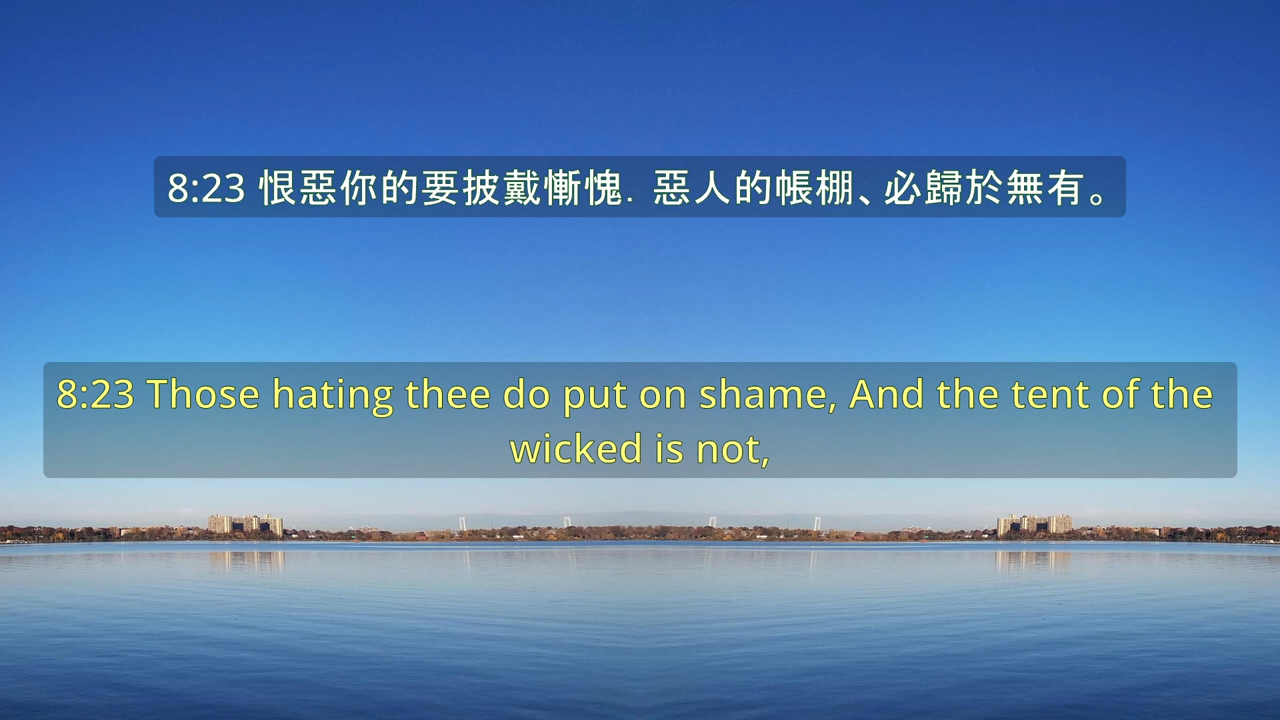 8:23 恨惡你的要披戴慚愧．惡人的帳棚、必歸於無有。
8:23 Those hating thee do put on shame, And the tent of the
wicked is not,